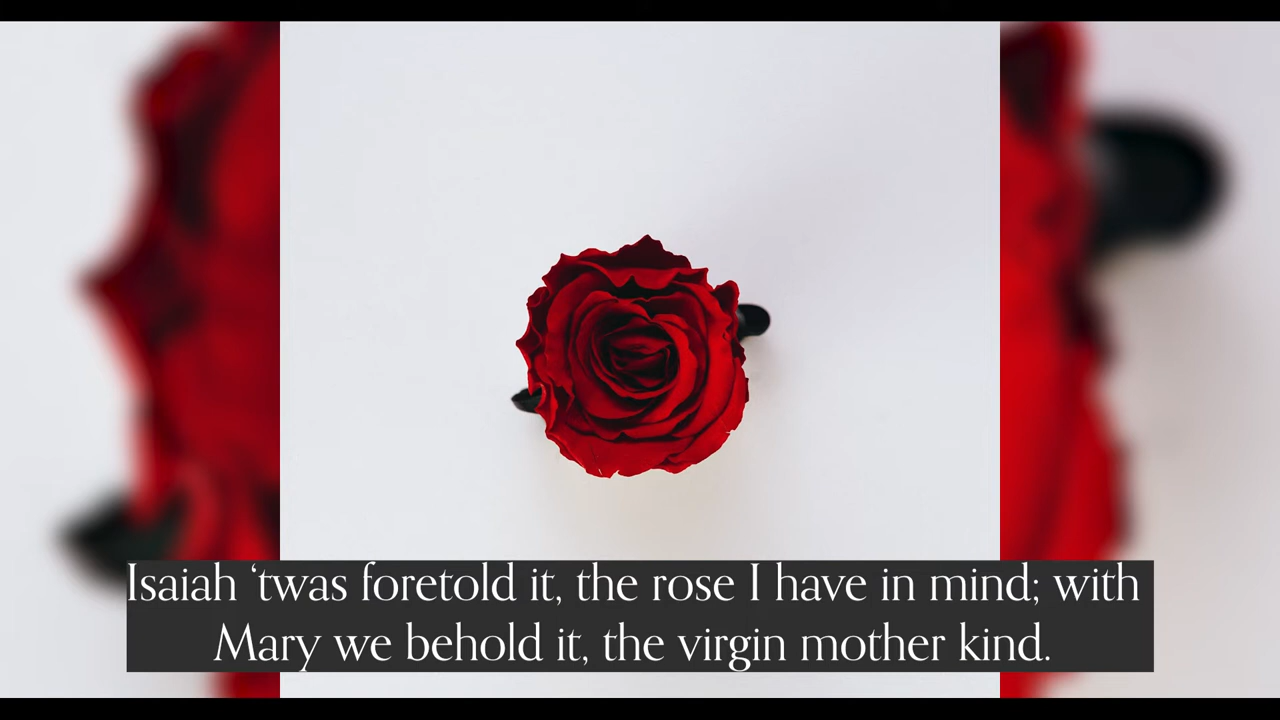 Isaiah ‘twas foretold it, the rose I have in mind; with
Mary we behold it, the virgin mother kind.